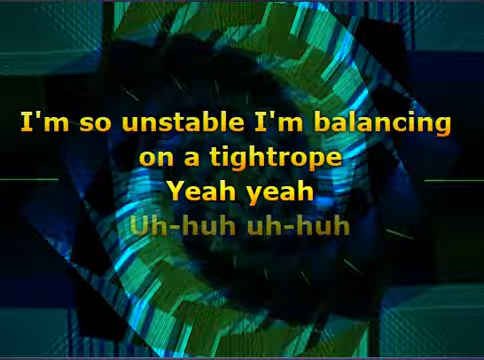 I'm so unstable I'm balancing
on a tightrope
Yeah yeah
Uh-huh uh-huh